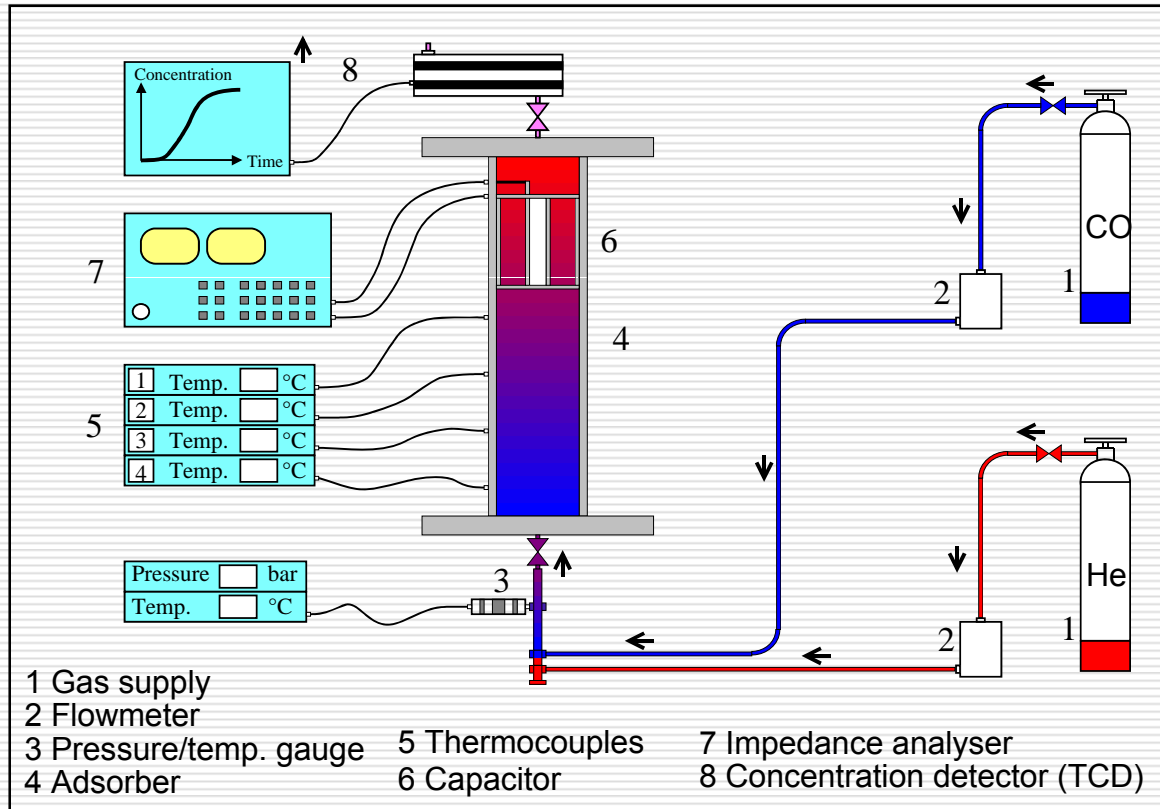 Concentration
Time
8
CO
1
2
6
7
4
1 Temp. °C
2 Temp. °C
3 Temp. °C
4 Temp. °C
5
He
1
2
Pressure bar
Temp. °C
3
1 Gas supply
2 Flowmeter
3 Pressure/temp. gauge
4 Adsorber
5 Thermocouples
6 Capacitor
7 Impedance analyser
8 Concentration detector (TCD)